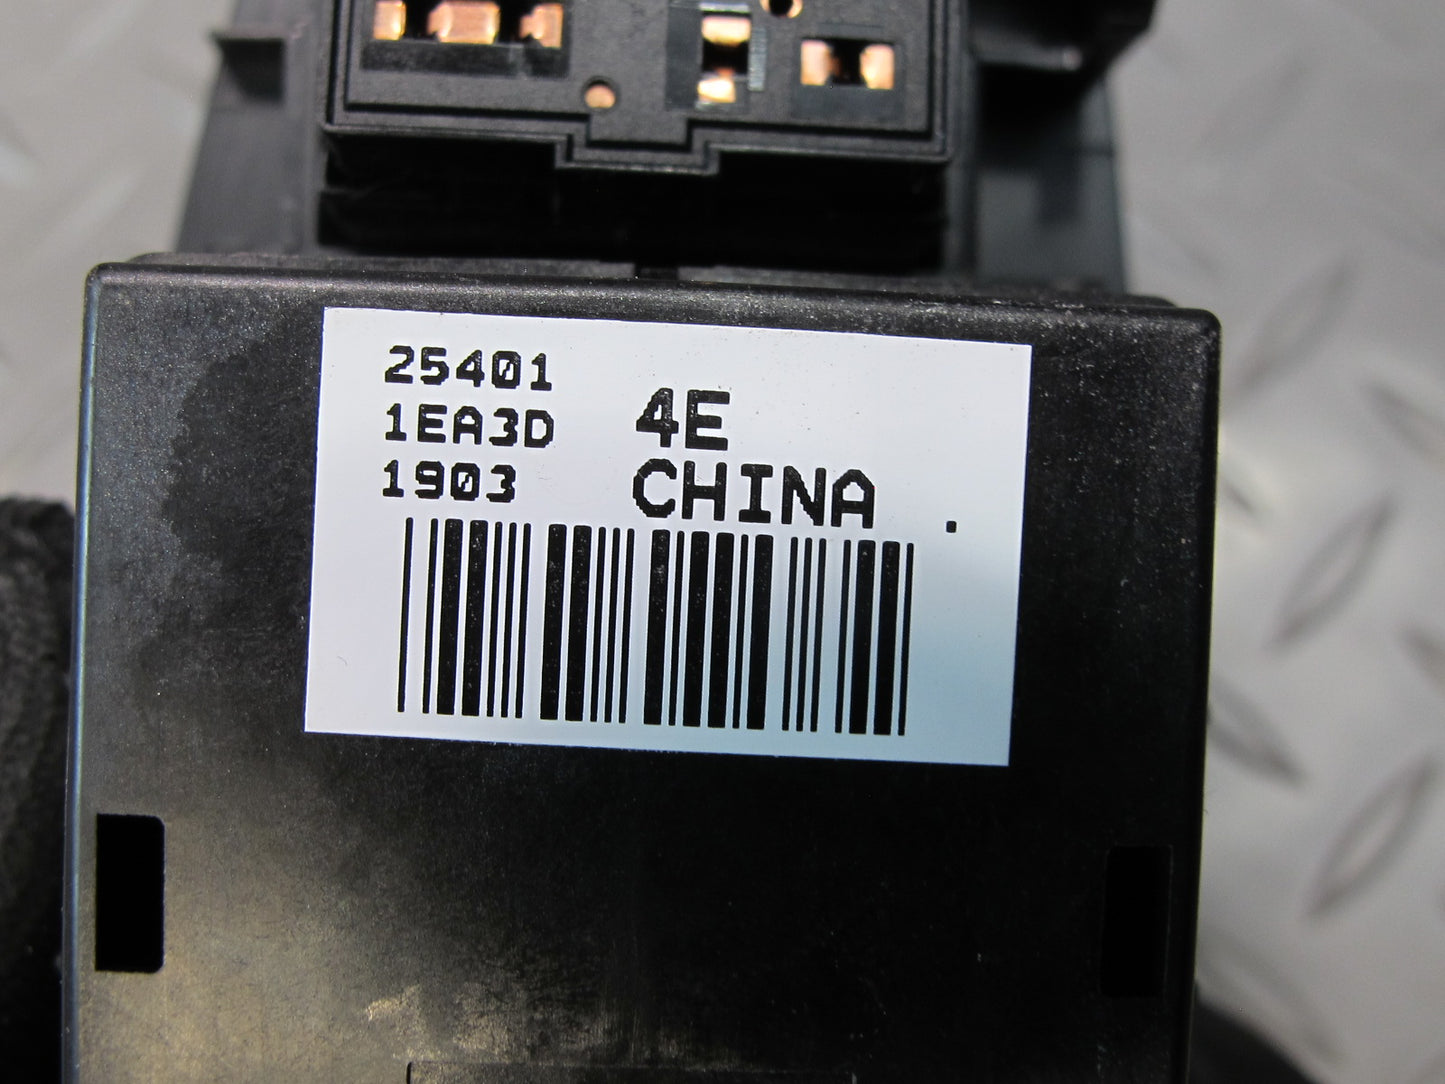 25401
1EA3D 4E
1903 CHINA .